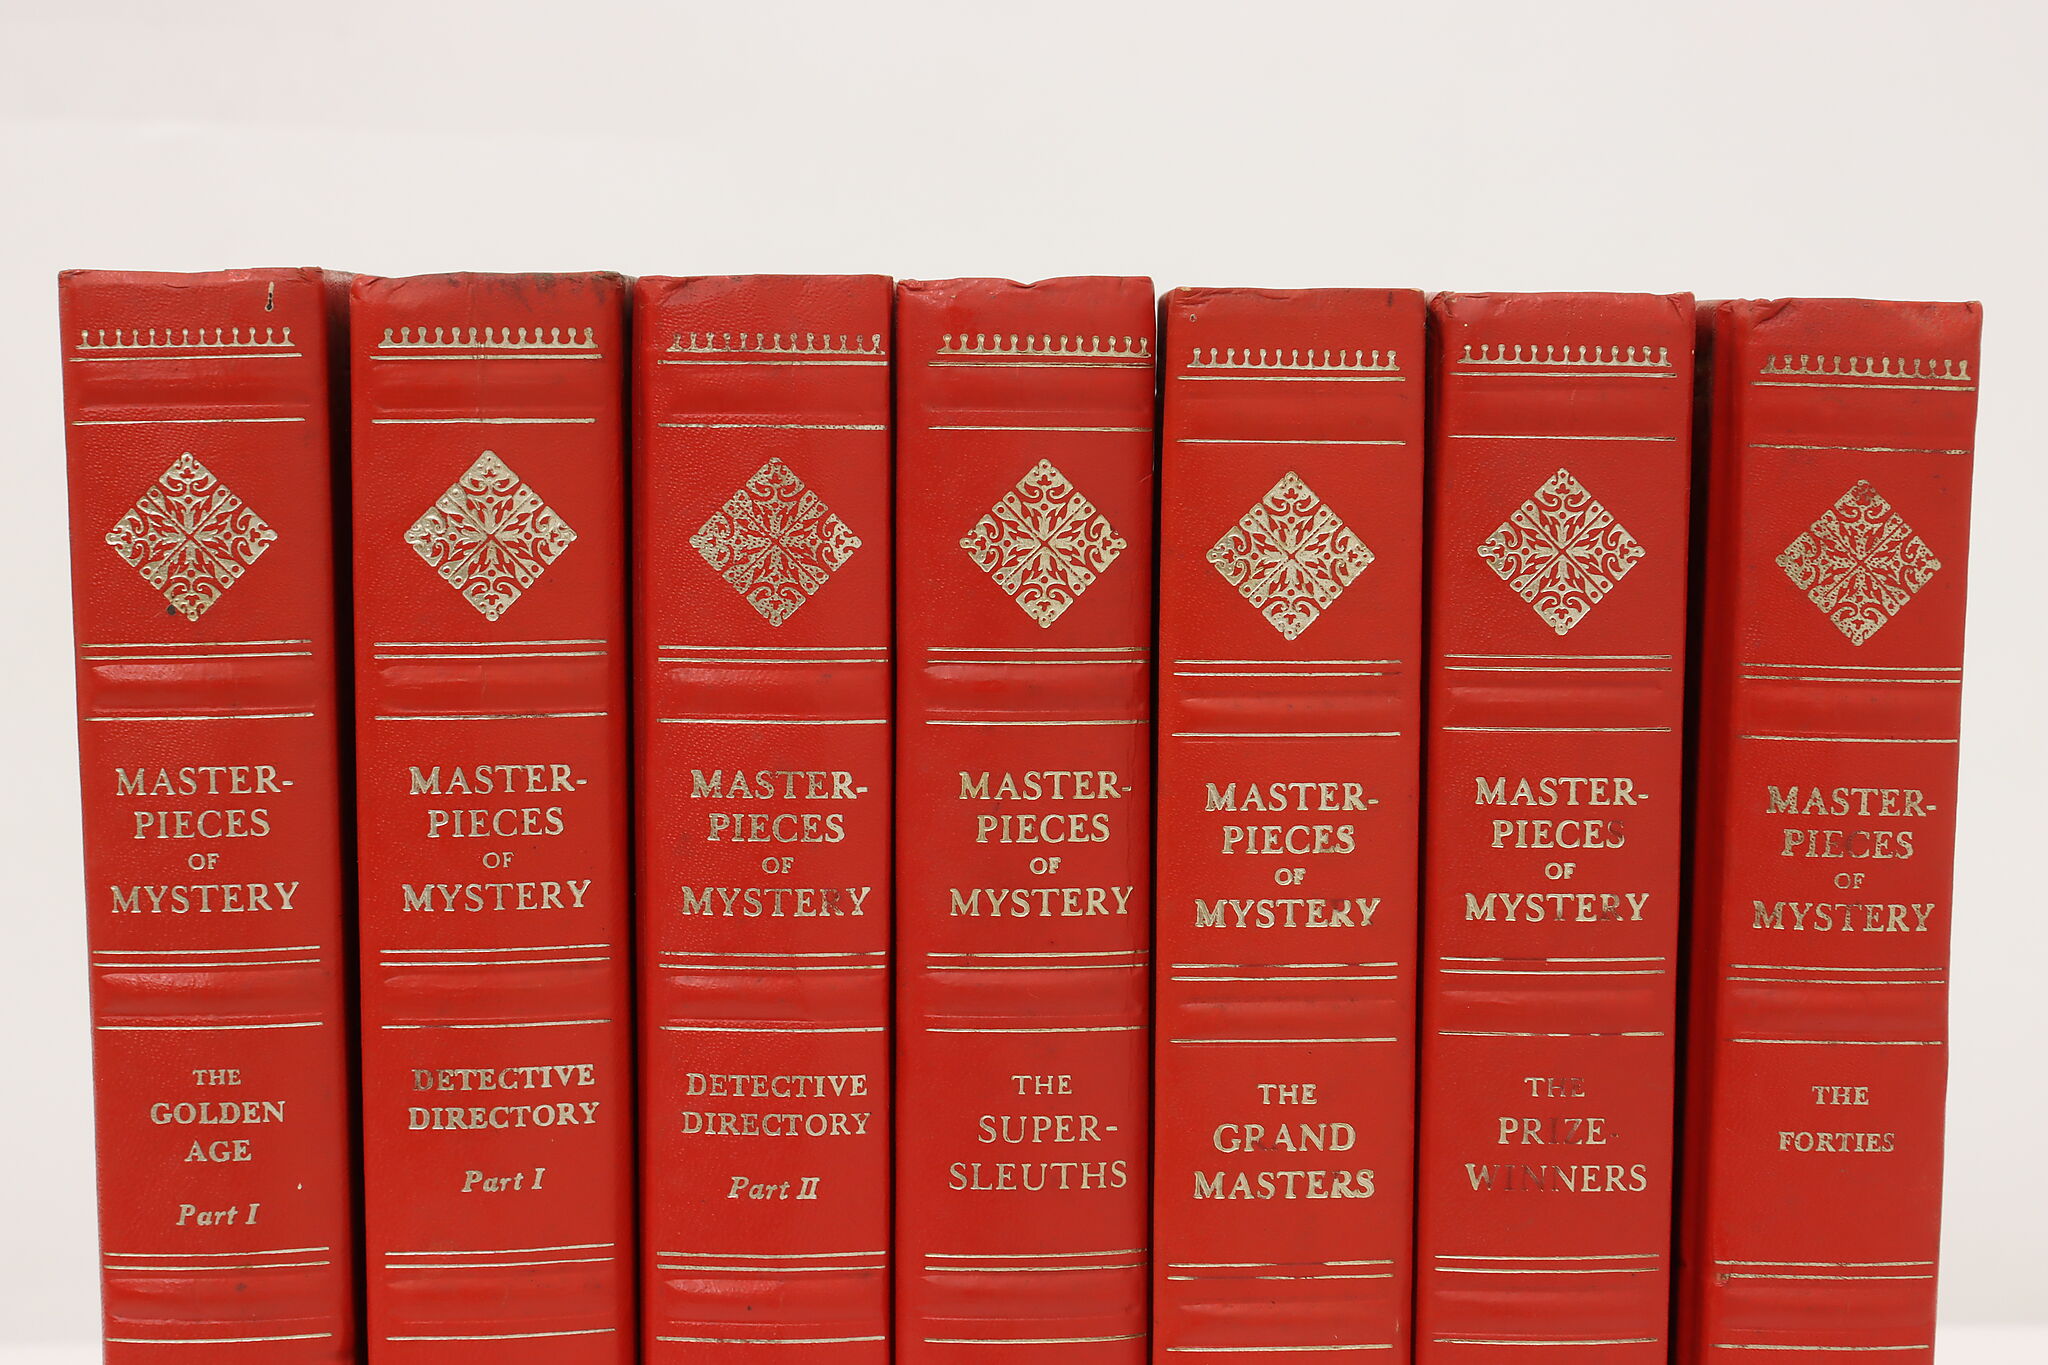 MASTER-
PIECES
OF
MYSTERY
THE
GOLDEN
AGE
Part I
MASTER-
PIECES
OF
MYSTERY
DETECTIVE
DIRECTORY
Part I
MASTER-
PIECES
OF
MYSTERY
DETECTIVE
DIRECTORY
Part II
MASTER-
PIECES
OF
MYSTERY
THE
SUPER-
SLEUTHS
MASTER-
PIECES
OF
MYSTERY
THE
GRAND
MASTERS
MASTER-
PIECES
OF
MYSTERY
THE
PRIZE-
WINNERS
MASTER-
PIECES
OF
MYSTERY
THE
FORTIES